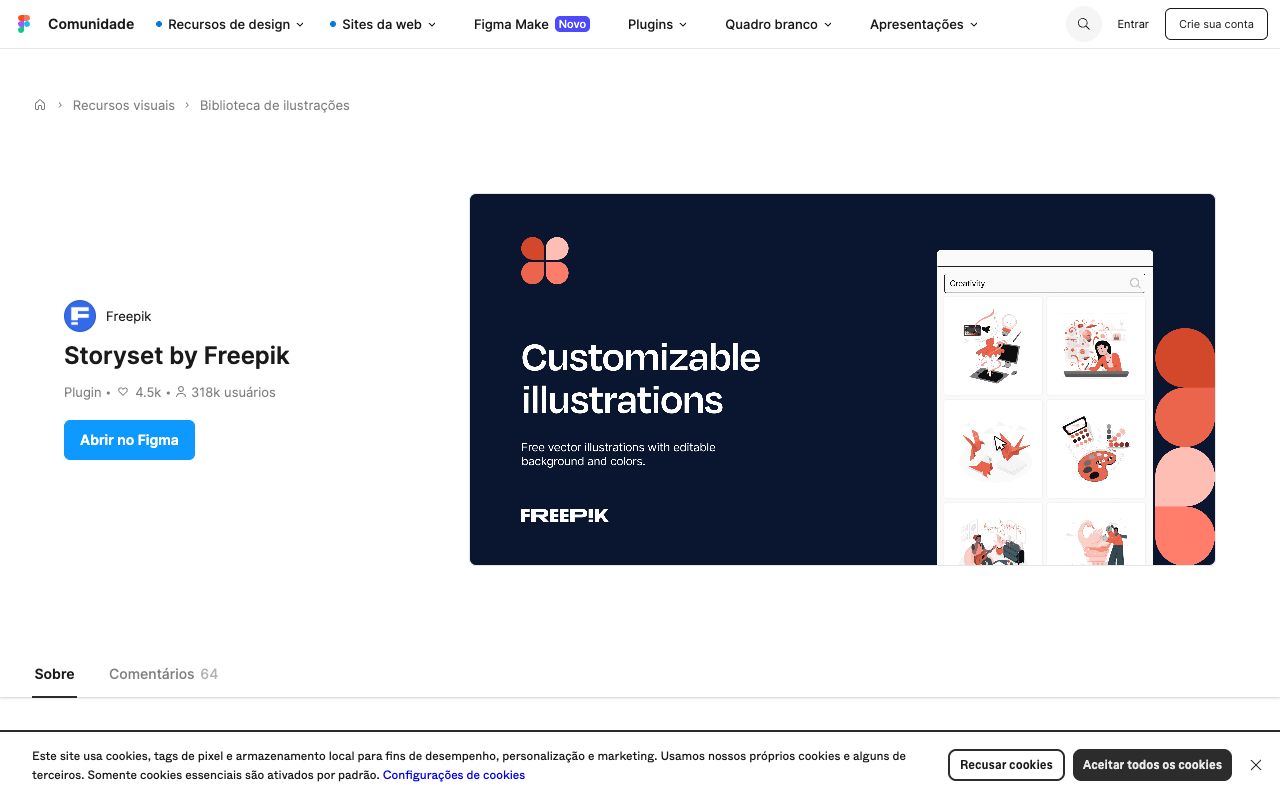 Comunidade
Recursos de design
Sites da web
Figma Make Novo
Plugins
Quadro branco
Apresentações
Entrar
Crie sua conta
Recursos visuais
Biblioteca de ilustrações
Freepik
Storyset by Freepik
Plugin • 4.5k • 318k usuários
Abrir no Figma
Customizable
illustrations
Free vector illustrations with editable
background and colors.
FREEP!K
Creativity
Sobre
Comentários 64
Este site usa cookies, tags de pixel e armazenamento local para fins de desempenho, personalização e marketing. Usamos nossos próprios cookies e alguns de
terceiros. Somente cookies essenciais são ativados por padrão. Configurações de cookies
Recusar cookies
Aceitar todos os cookies